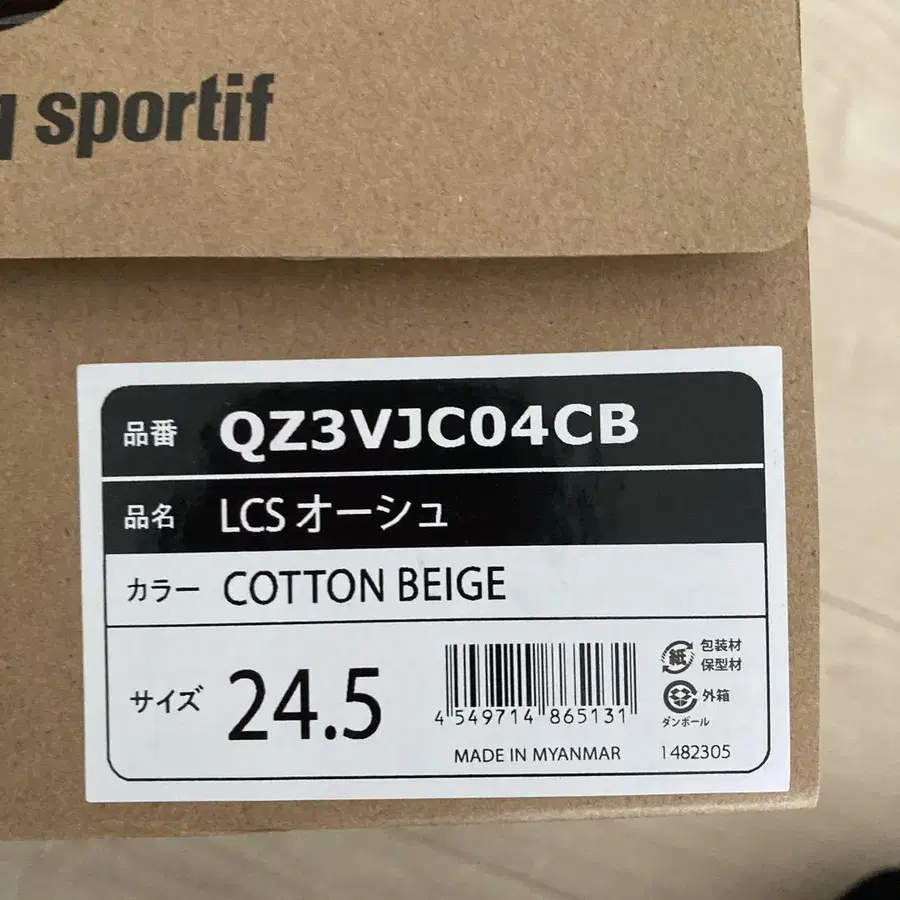 q sportif
品番 QZ3VJC04CB
品名 LCS オーシュ
カラー COTTON BEIGE
サイズ 24.5
4 549714 865131
MADE IN MYANMAR
紙 包装材
保型材
外箱
ダンボール
1482305